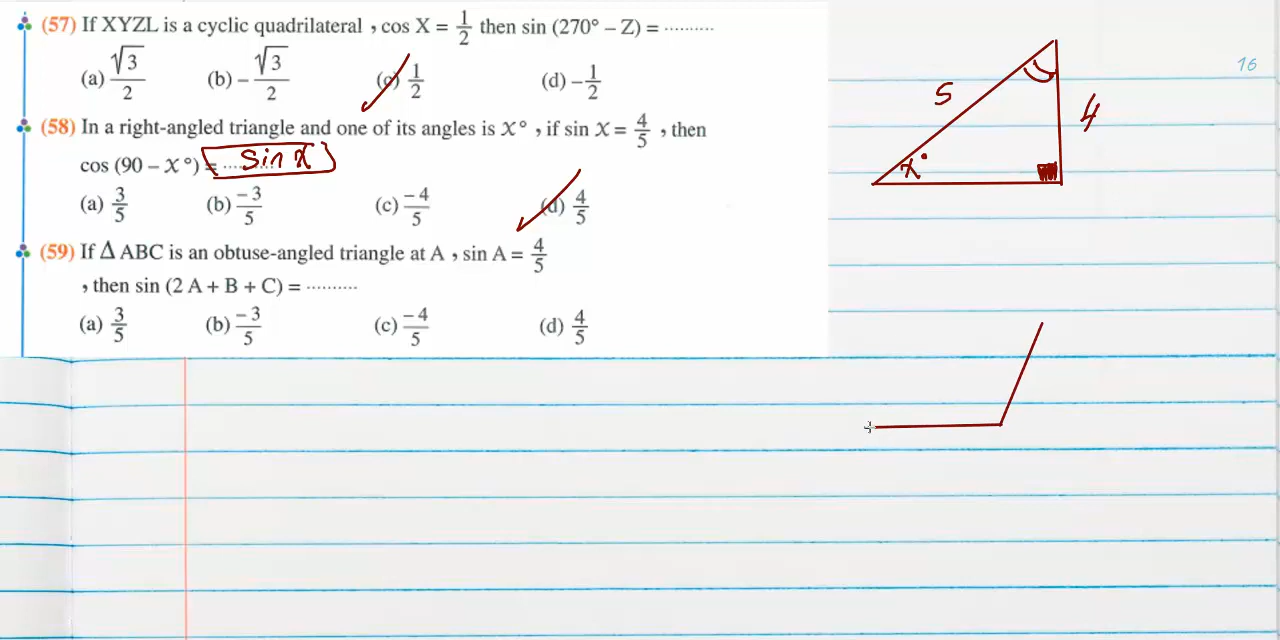 (57) If XYZL is a cyclic quadrilateral , cos X = 1/2 then sin (270° – Z) = ··········
(a) √3/2 (b) – √3/2 (c) 1/2 (d) – 1/2
(58) In a right-angled triangle and one of its angles is X° , if sin X = 4/5 , then
cos (90 – X°) = sin x
(a) 3/5 (b) –3/5 (c) –4/5 (d) 4/5
(59) If Δ ABC is an obtuse-angled triangle at A , sin A = 4/5
, then sin (2 A + B + C) = ··········
(a) 3/5 (b) –3/5 (c) –4/5 (d) 4/5
16
5
4
x°